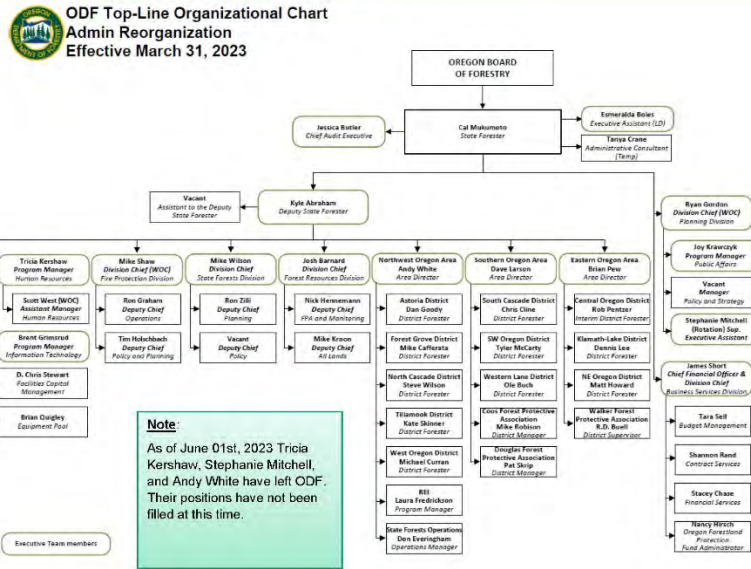 ODF Top-Line Organizational Chart
Admin Reorganization
Effective March 31, 2023
OREGON BOARD
OF FORESTRY
Jessica Butler
Chief Audit Executive
Cal Mukumoto
State Forester
Esmeralda Boles
Executive Assistant (LD)
Tanya Crane
Administrative Consultant
(Temp)
Vacant
Assistant to the Deputy
State Forester
Kyle Abraham
Deputy State Forester
Ryan Gordon
Division Chief (WOC)
Planning Division
Joy Krawczyk
Program Manager
Public Affairs
Vacant
Manager
Policy and Strategy
Stephanie Mitchell
(Rotation) Sup.
Executive Assistant
James Short
Chief Financial Officer &
Division Chief
Business Services Division
Tara Sell
Budget Management
Shannon Rand
Contract Services
Stacey Chase
Financial Services
Nancy Hirsch
Oregon Forestland
Protection
Fund Administrator
Tricia Kershaw
Program Manager
Human Resources
Scott West (WOC)
Assistant Manager
Human Resources
Brent Grimsrud
Program Manager
Information Technology
D. Chris Stewart
Facilities Capitol
Management
Brian Quigley
Equipment Pool
Mike Shaw
Division Chief (WOC)
Fire Protection Division
Ron Graham
Deputy Chief
Operations
Tim Holschbach
Deputy Chief
Policy and Planning
Mike Wilson
Division Chief
State Forests Division
Ron Zilli
Deputy Chief
Planning
Vacant
Deputy Chief
Policy
Josh Barnard
Division Chief
Forest Resources Division
Nick Hennemann
Deputy Chief
FPA and Monitoring
Mike Kroon
Deputy Chief
All Lands
Northwest Oregon Area
Andy White
Area Director
Astoria District
Dan Goody
District Forester
Forest Grove District
Mike Cafferata
District Forester
North Cascade District
Steve Wilson
District Forester
Tillamook District
Kate Skinner
District Forester
West Oregon District
Michael Curran
District Forester
REI
Laura Fredrickson
Program Manager
State Forests Operations
Don Everingham
Operations Manager
Southern Oregon Area
Dave Larson
Area Director
South Cascade District
Chris Cline
District Forester
SW Oregon District
Tyler McCarty
District Forester
Western Lane District
Ole Buch
District Forester
Coos Forest Protective
Association
Mike Robison
District Manager
Douglas Forest
Protective Association
Pat Skrip
District Manager
Eastern Oregon Area
Brian Pew
Area Director
Central Oregon District
Rob Pentzer
Interim District Forester
Klamath-Lake District
Dennis Lee
District Forester
NE Oregon District
Matt Howard
District Forester
Walker Forest
Protective Association
R.D. Buell
District Supervisor
Note:
As of June 01st, 2023 Tricia
Kershaw, Stephanie Mitchell,
and Andy White have left ODF.
Their positions have not been
filled at this time.
Executive Team members